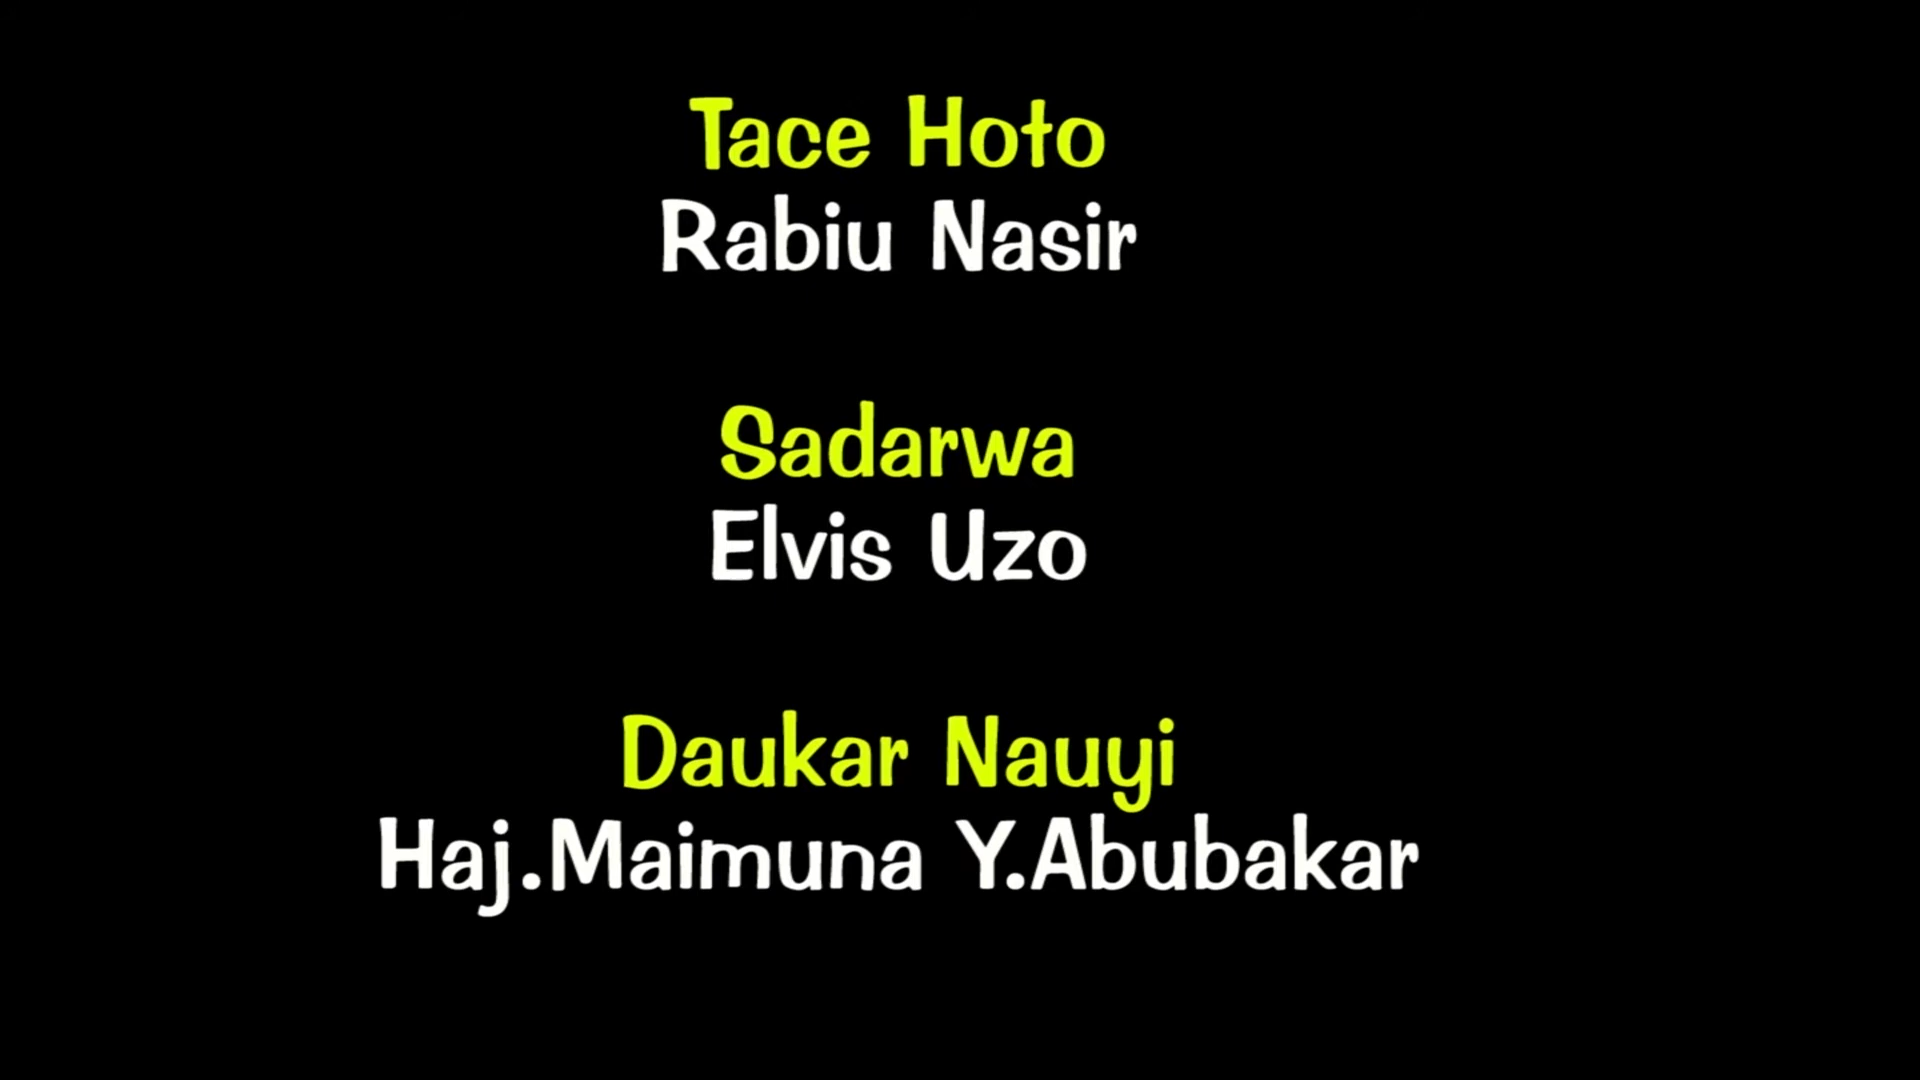 Tace Hoto
Rabiu Nasir
Sadarwa
Elvis Uzo
Daukar Nauyi
Haj.Maimuna Y.Abubakar